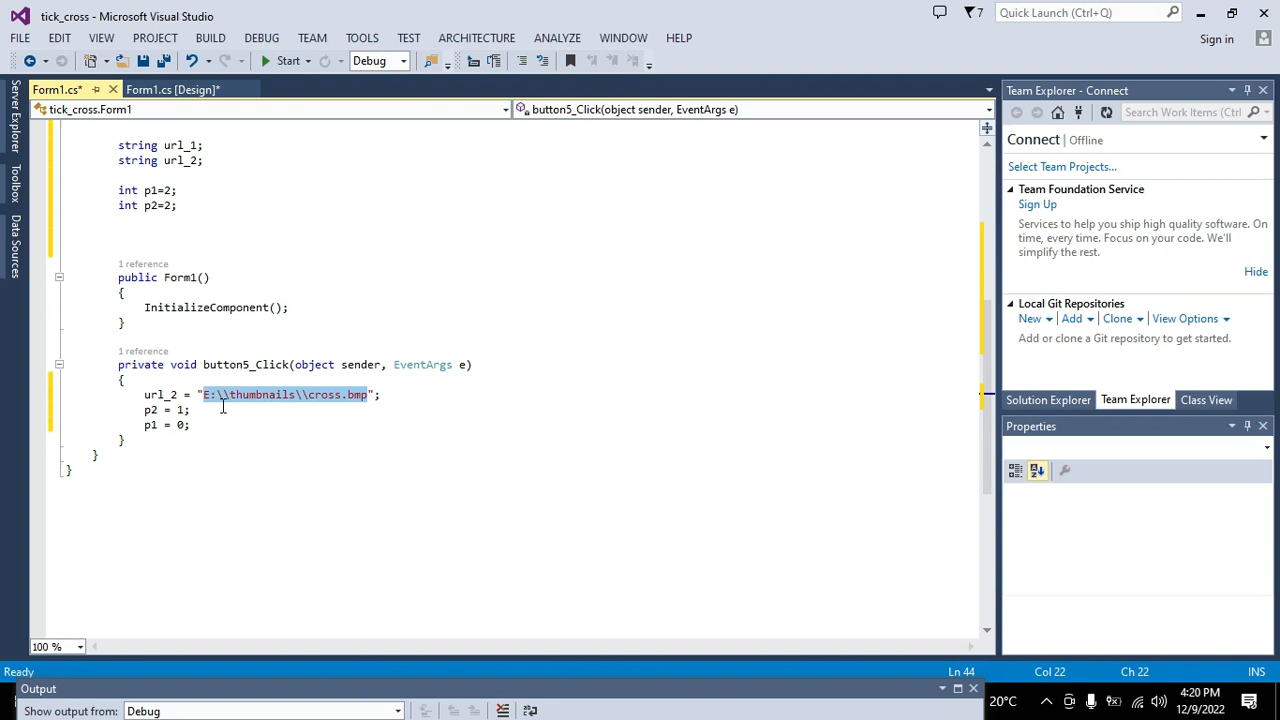 tick_cross - Microsoft Visual Studio
7
Quick Launch (Ctrl+Q)
FILE EDIT VIEW PROJECT BUILD DEBUG TEAM TOOLS TEST ARCHITECTURE ANALYZE WINDOW HELP
Sign in
Start Debug
Form1.cs* Form1.cs [Design]*
tick_cross.Form1
button5_Click(object sender, EventArgs e)
Server Explorer
Toolbox
Data Sources
string url_1;
string url_2;
int p1=2;
int p2=2;
1 reference
public Form1()
{
InitializeComponent();
}
1 reference
private void button5_Click(object sender, EventArgs e)
{
url_2 = "E:\\thumbnails\\cross.bmp";
p2 = 1;
p1 = 0;
}
}
}
100 %
Team Explorer - Connect
Search Work Items (Ctrl
Connect | Offline
Select Team Projects...
Team Foundation Service
Sign Up
Services to help you ship high quality software. On
time, every time. Focus on your code. We'll
simplify the rest.
Hide
Local Git Repositories
New Add Clone View Options
Add or clone a Git repository to get started.
Solution Explorer Team Explorer Class View
Properties
Ready
Ln 44 Col 22 Ch 22 INS
Output
Show output from: Debug
20°C
4:20 PM
12/9/2022